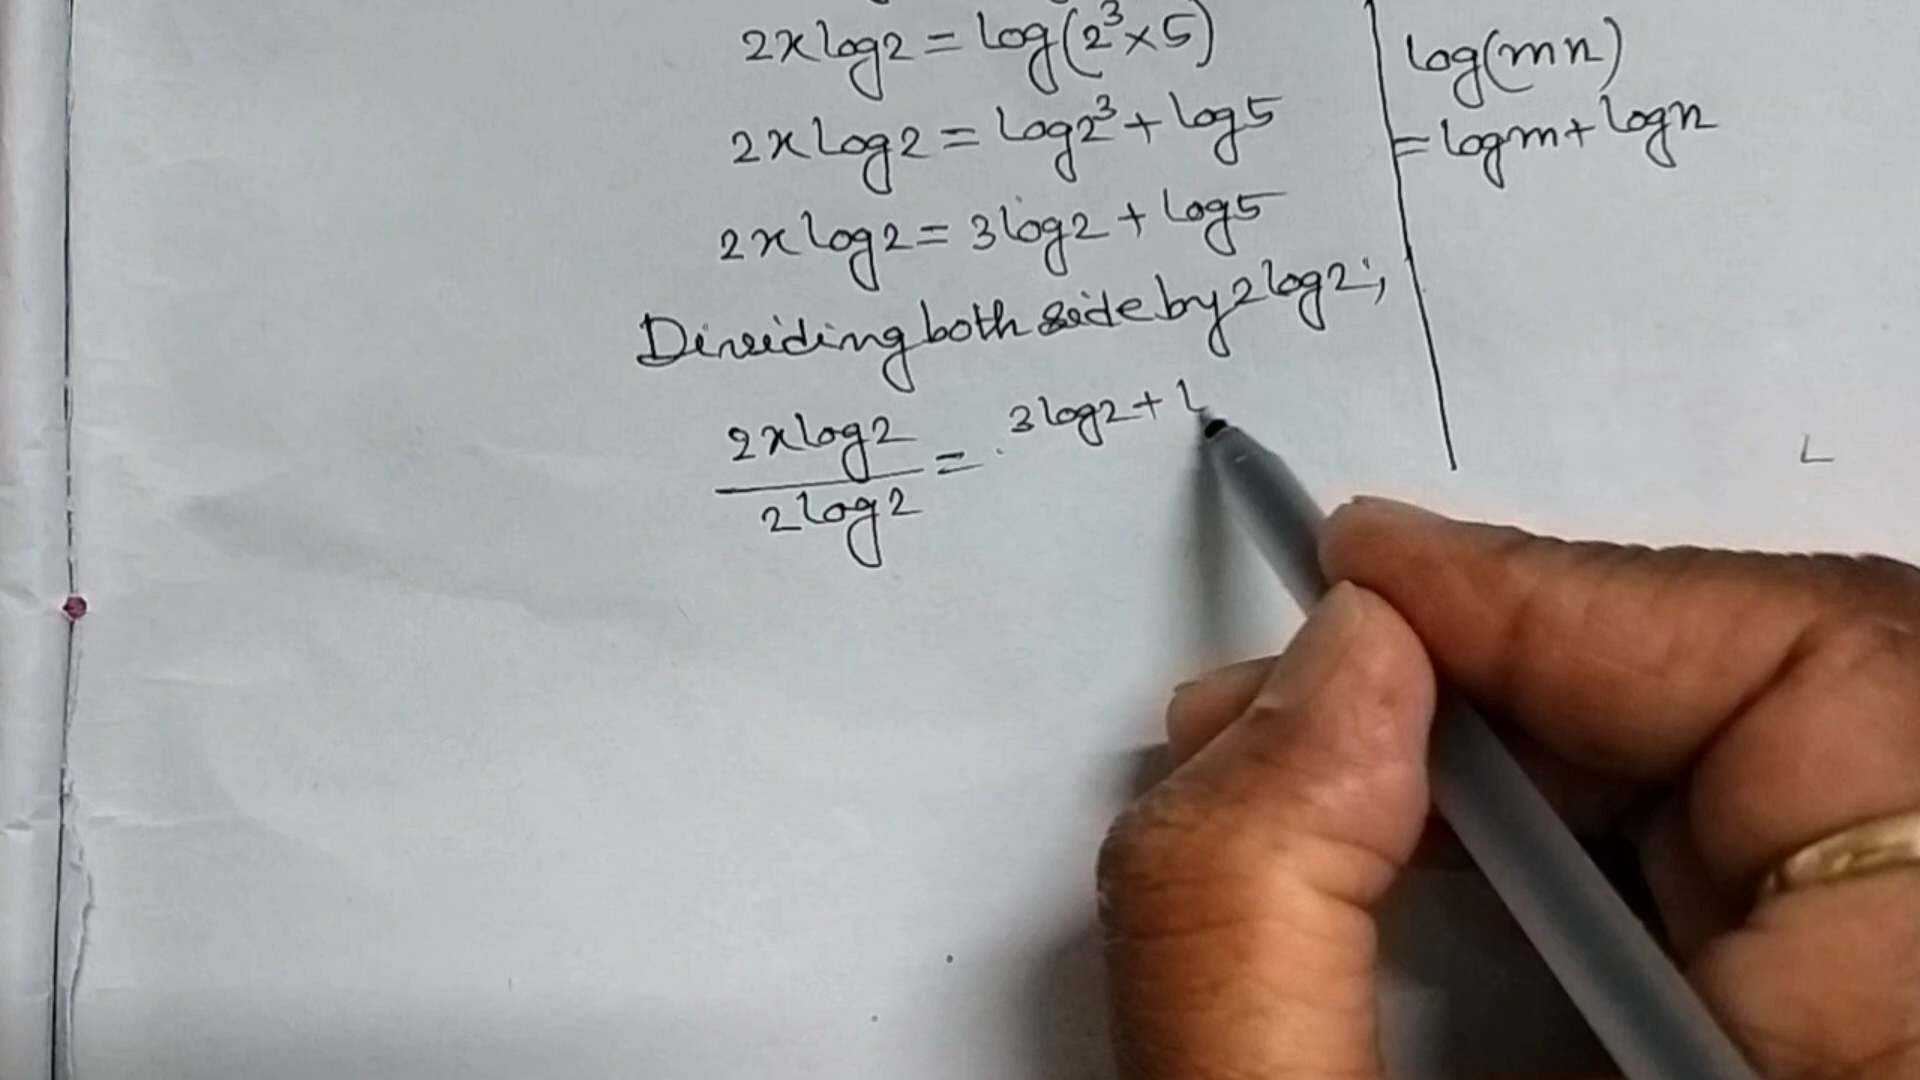 2x log2 = log(2³×5)
2x log2 = log2³ + log5
2x log2 = 3log2 + log5
Dividing both side by 2log2;
2x log2 / 2log2 = 3log2 + l
log(mn)
= logm + logn
L